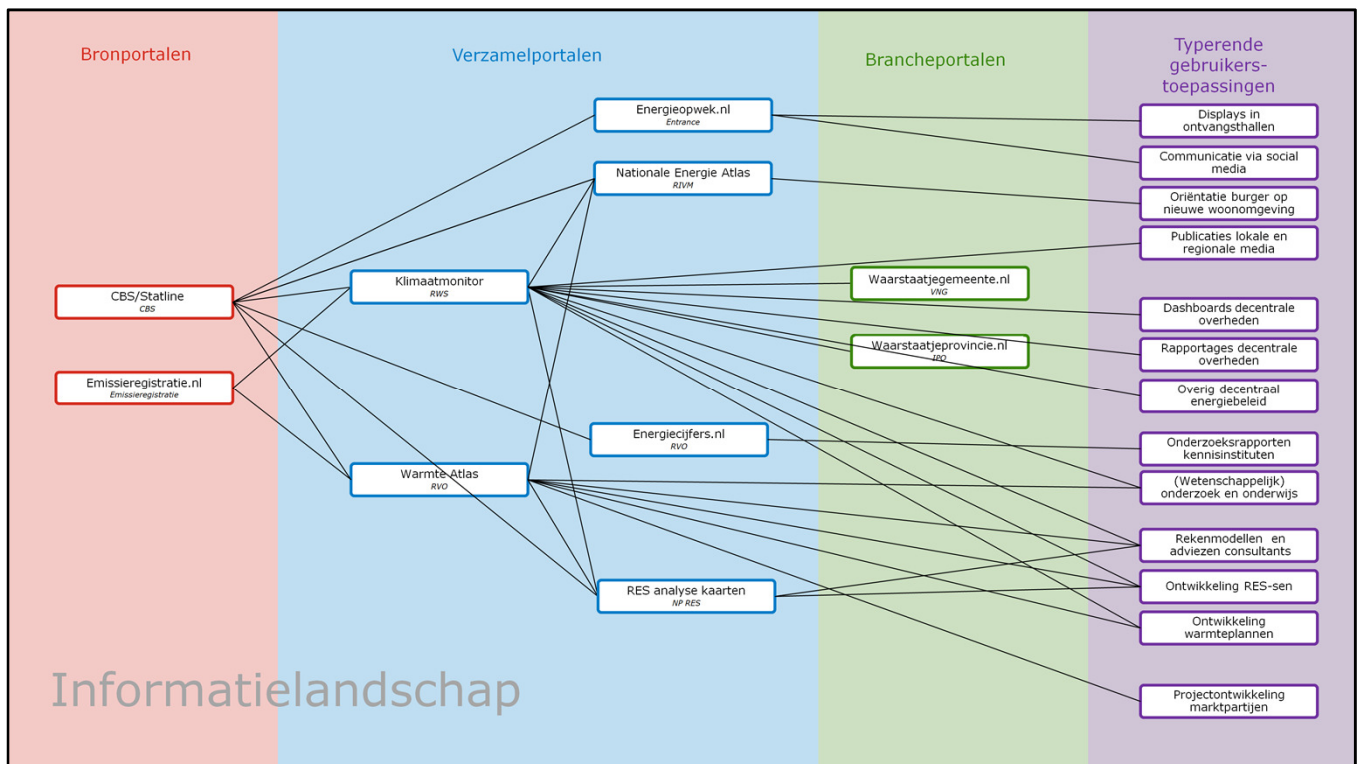 Bronportalen
Verzamelportalen
Brancheportalen
Typerende
gebruikers-
toepassingen
CBS/Statline
CBS
Emissieregistratie.nl
Emissieregistratie
Energieopwek.nl
Entrance
Nationale Energie Atlas
RIVM
Klimaatmonitor
RWS
Energiecijfers.nl
RVO
Warmte Atlas
RVO
RES analyse kaarten
NP RES
Waarstaatjegemeente.nl
VNG
Waarstaatjeprovincie.nl
IPO
Displays in
ontvangsthallen
Communicatie via social
media
Oriëntatie burger op
nieuwe woonomgeving
Publicaties lokale en
regionale media
Dashboards decentrale
overheden
Rapportages decentrale
overheden
Overig decentraal
energiebeleid
Onderzoeksrapporten
kennisinstituten
(Wetenschappelijk)
onderzoek en onderwijs
Rekenmodellen en
adviezen consultants
Ontwikkeling RES-sen
Ontwikkeling
warmteplannen
Projectontwikkeling
marktpartijen
Informatielandschap